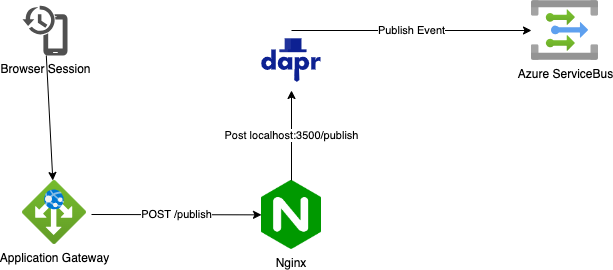 Browser Session
dapr
Publish Event
Azure ServiceBus
Post localhost:3500/publish
Application Gateway
POST /publish
N
Nginx